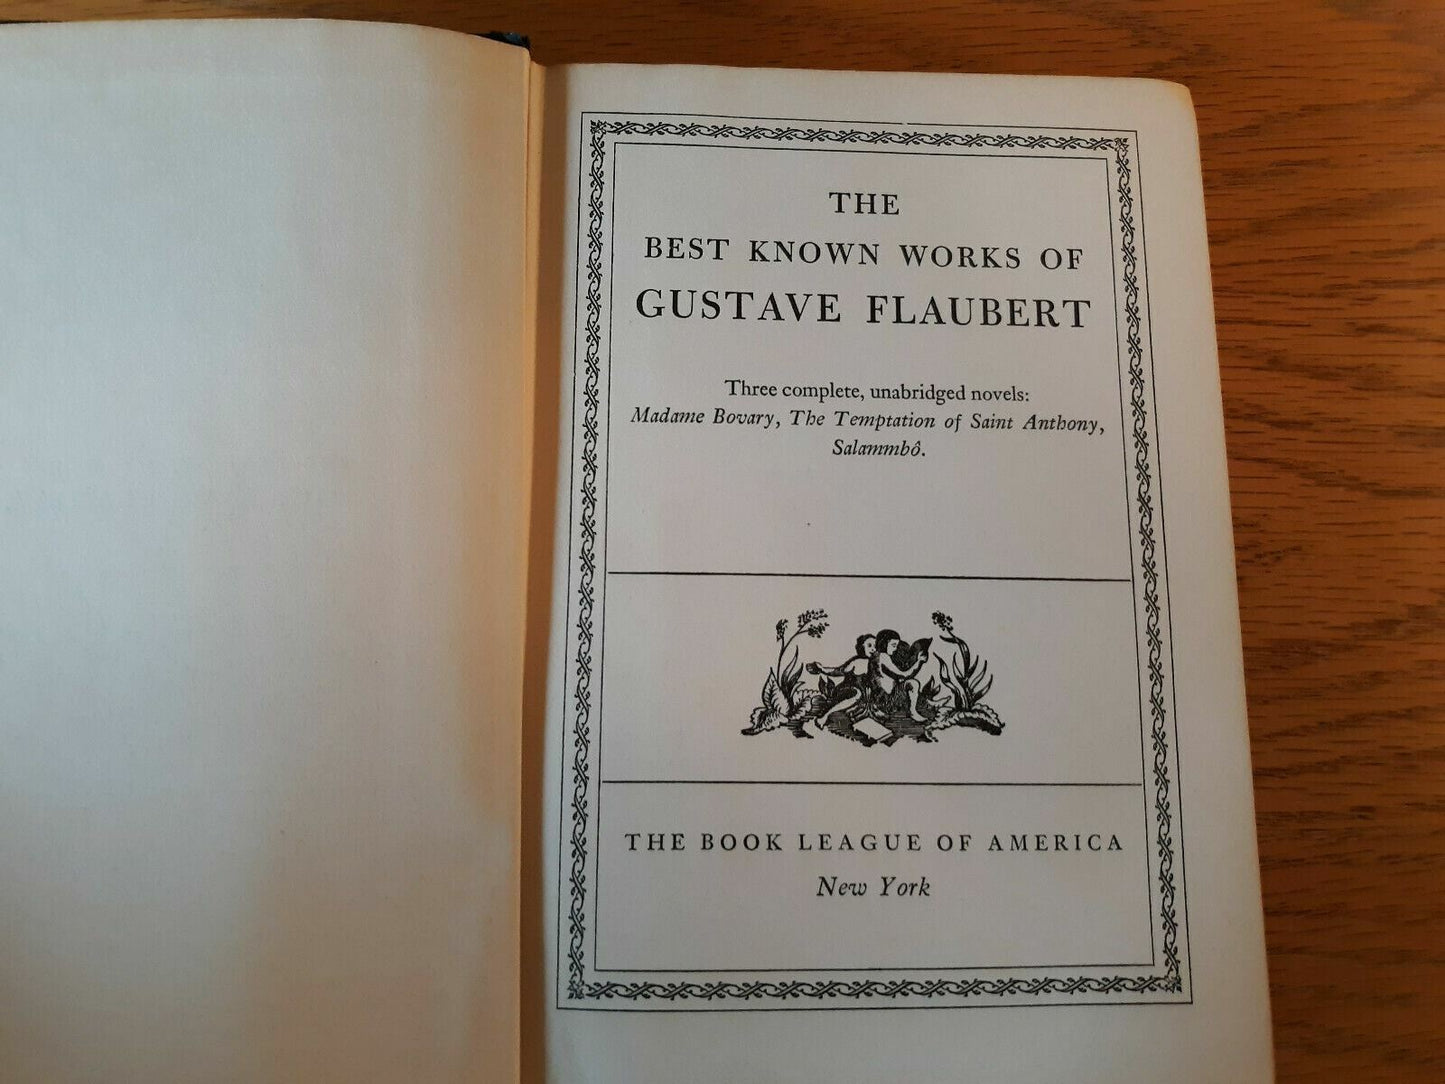 THE
BEST KNOWN WORKS OF
GUSTAVE FLAUBERT
Three complete, unabridged novels:
Madame Bovary, The Temptation of Saint Anthony,
Salammbô.
THE BOOK LEAGUE OF AMERICA
New York